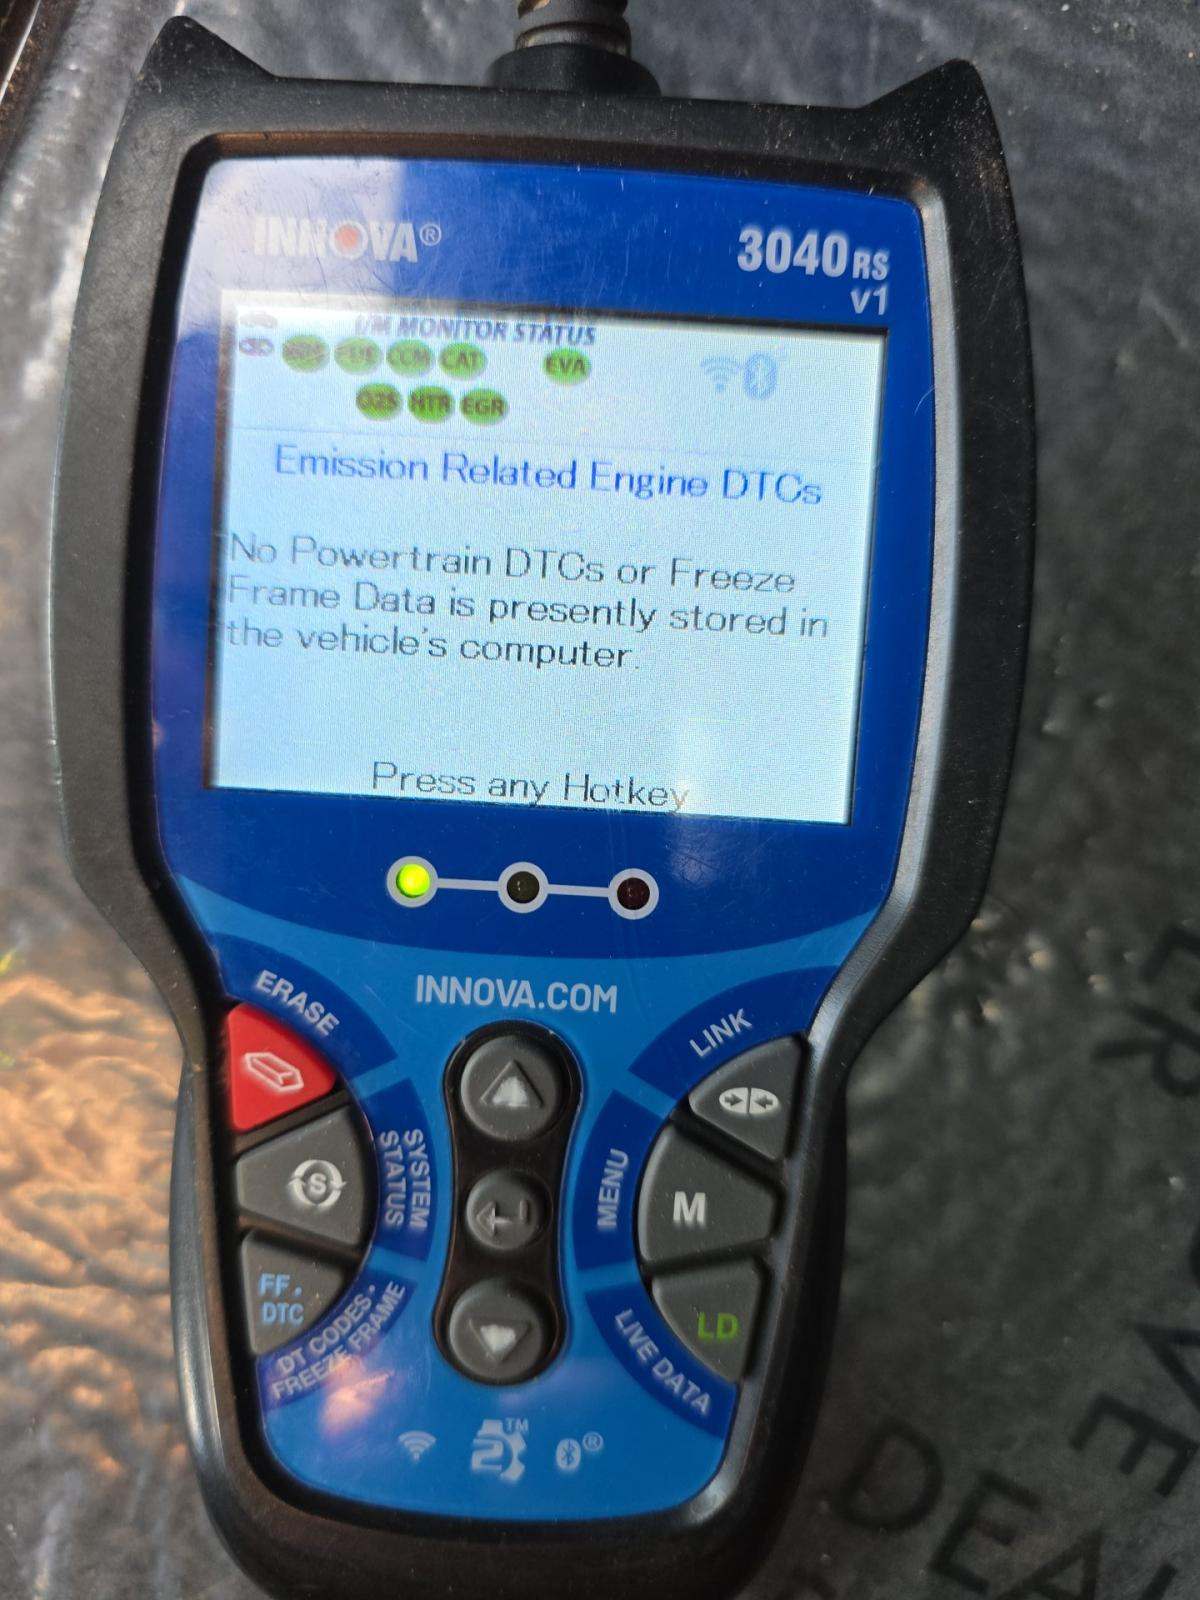 INNOVA®
3040RS
v1
I/M MONITOR STATUS
MIS FUE CCM CAT EVA
O2S HTR EGR
Emission Related Engine DTCs
No Powertrain DTCs or Freeze
Frame Data is presently stored in
the vehicle's computer.
Press any Hotkey
INNOVA.COM
ERASE
LINK
S
SYSTEM
STATUS
MENU
M
FF.
DTC
DT CODES •
FREEZE FRAME
LD
LIVE DATA
2 TM
®